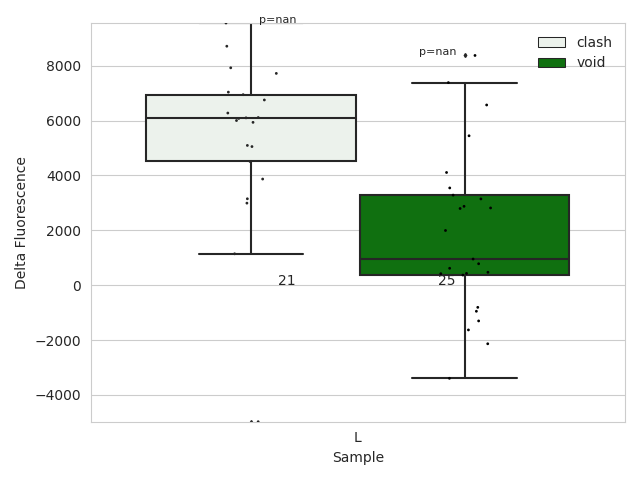 p=nan
p=nan
clash
void
8000
6000
4000
2000
0
−2000
−4000
Delta Fluorescence
21
25
L
Sample